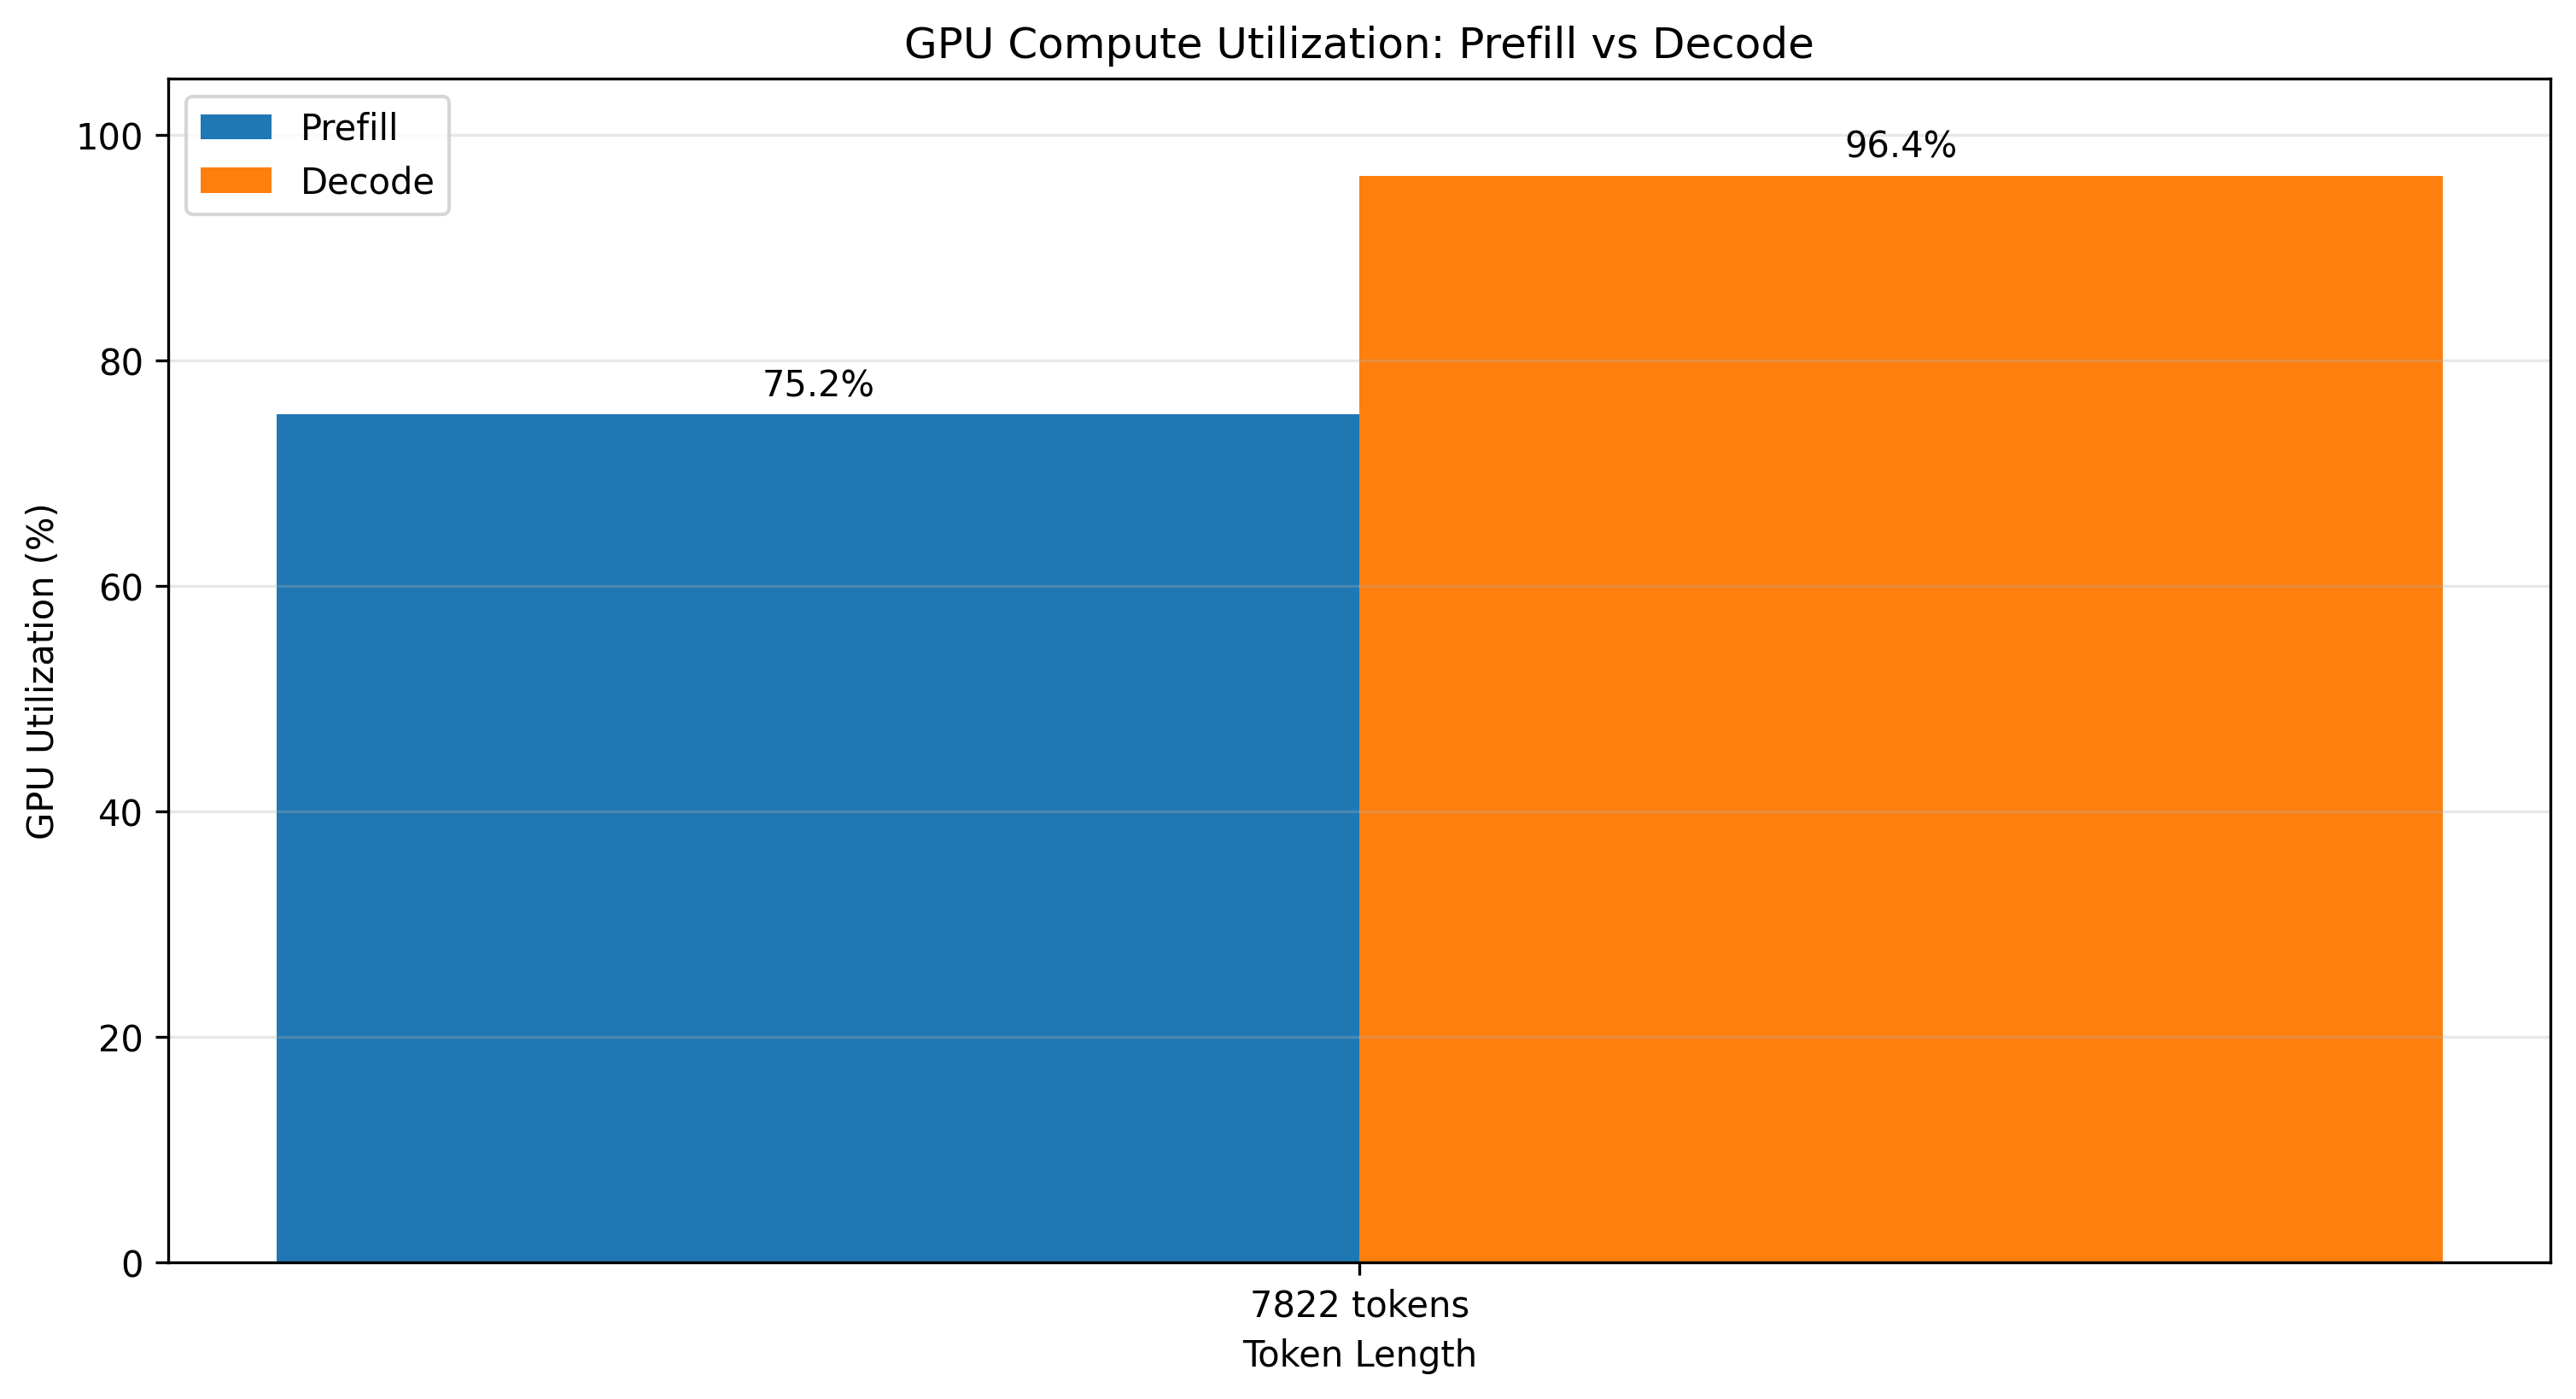 GPU Compute Utilization: Prefill vs Decode
Prefill
Decode
100
80
60
40
20
0
GPU Utilization (%)
75.2%
96.4%
7822 tokens
Token Length